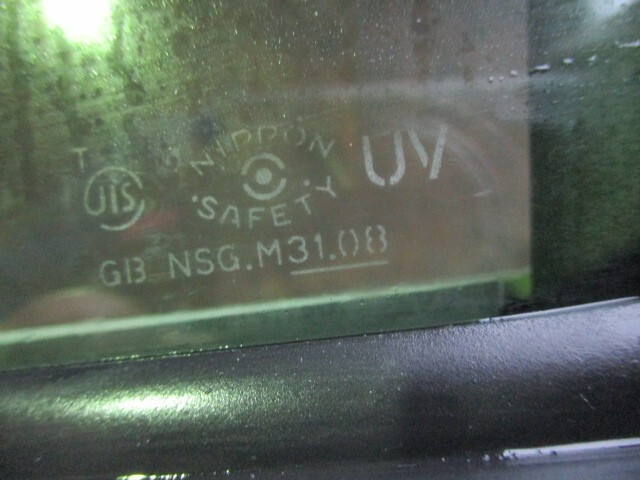 T
JIS
NIPPON
SAFETY
UV
GB NSG.M31.08